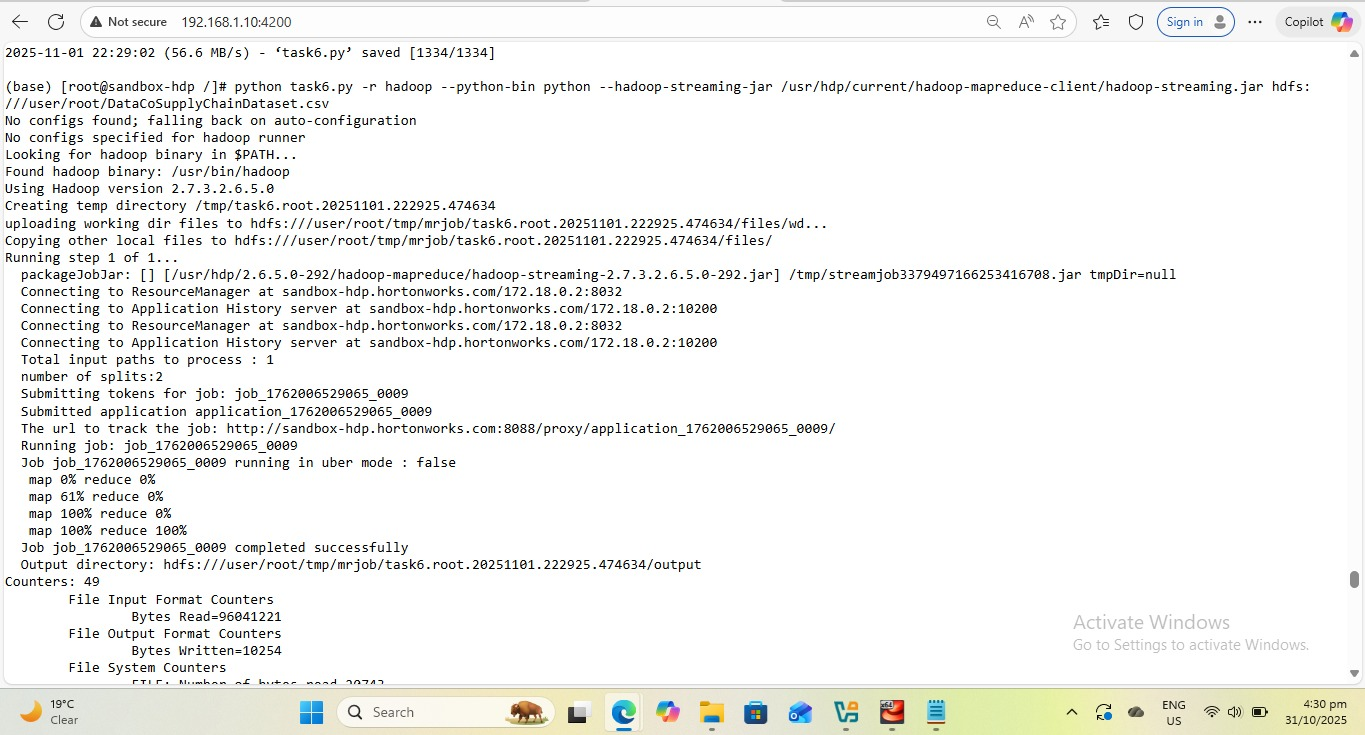 Not secure 192.168.1.10:4200 Sign in Copilot
2025-11-01 22:29:02 (56.6 MB/s) - ‘task6.py’ saved [1334/1334]
(base) [root@sandbox-hdp /]# python task6.py -r hadoop --python-bin python --hadoop-streaming-jar /usr/hdp/current/hadoop-mapreduce-client/hadoop-streaming.jar hdfs:
///user/root/DataCoSupplyChainDataset.csv
No configs found; falling back on auto-configuration
No configs specified for hadoop runner
Looking for hadoop binary in $PATH...
Found hadoop binary: /usr/bin/hadoop
Using Hadoop version 2.7.3.2.6.5.0
Creating temp directory /tmp/task6.root.20251101.222925.474634
uploading working dir files to hdfs:///user/root/tmp/mrjob/task6.root.20251101.222925.474634/files/wd...
Copying other local files to hdfs:///user/root/tmp/mrjob/task6.root.20251101.222925.474634/files/
Running step 1 of 1...
packageJobJar: [] [/usr/hdp/2.6.5.0-292/hadoop-mapreduce/hadoop-streaming-2.7.3.2.6.5.0-292.jar] /tmp/streamjob3379497166253416708.jar tmpDir=null
Connecting to ResourceManager at sandbox-hdp.hortonworks.com/172.18.0.2:8032
Connecting to Application History server at sandbox-hdp.hortonworks.com/172.18.0.2:10200
Connecting to ResourceManager at sandbox-hdp.hortonworks.com/172.18.0.2:8032
Connecting to Application History server at sandbox-hdp.hortonworks.com/172.18.0.2:10200
Total input paths to process : 1
number of splits:2
Submitting tokens for job: job_1762006529065_0009
Submitted application application_1762006529065_0009
The url to track the job: http://sandbox-hdp.hortonworks.com:8088/proxy/application_1762006529065_0009/
Running job: job_1762006529065_0009
Job job_1762006529065_0009 running in uber mode : false
map 0% reduce 0%
map 61% reduce 0%
map 100% reduce 0%
map 100% reduce 100%
Job job_1762006529065_0009 completed successfully
Output directory: hdfs:///user/root/tmp/mrjob/task6.root.20251101.222925.474634/output
Counters: 49
File Input Format Counters
Bytes Read=96041221
File Output Format Counters
Bytes Written=10254
File System Counters
FILE: Number of bytes read=20743
Activate Windows
Go to Settings to activate Windows.
19°C
Clear
Search
ENG
US
4:30 pm
31/10/2025